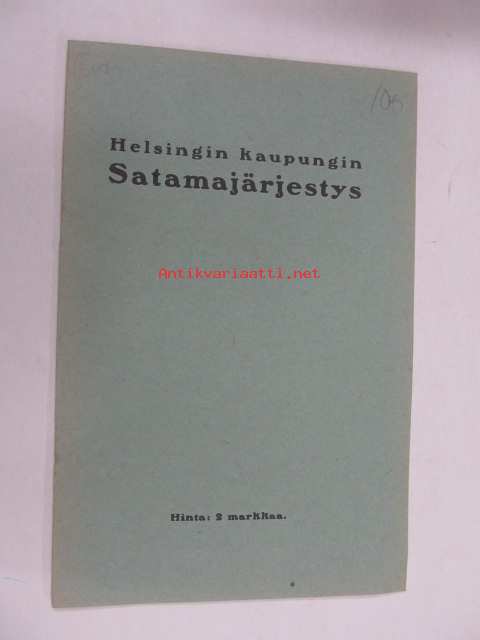 Helsingin kaupungin
Satamajärjestys
Antikvariaatti.net
Hinta: 2 markkaa.